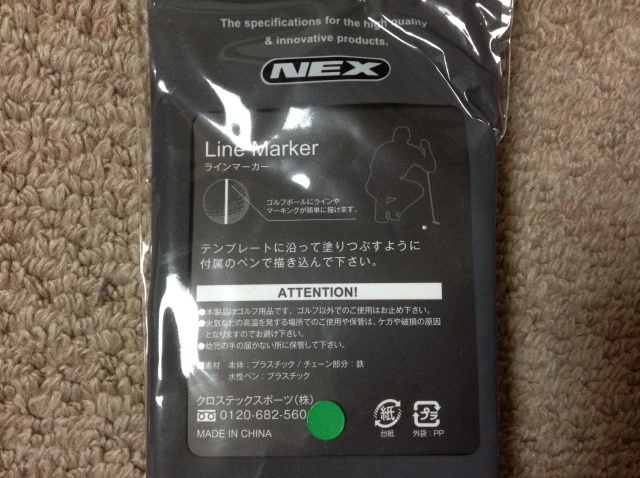 The specifications for the high quality
& innovative products.
NEX
Line Marker
ラインマーカー
ゴルフボールにラインや
マーキングが簡単に描けます。
テンプレートに沿って塗りつぶすように
付属のペンで描き込んで下さい。
ATTENTION!
●本製品はゴルフ用品です。ゴルフ以外でのご使用はお止め下さい。
●火気などの高温を発する場所でのご使用や保管は、ケガや破損の原因
となりますのでお避け下さい。
●幼児の手の届かない所に保管して下さい。
素材 本体：プラスチック / チェーン部分：鉄
水性ペン：プラスチック
クロステックスポーツ(株)
0120-682-560
MADE IN CHINA
紙
台紙
プラ
外袋：PP